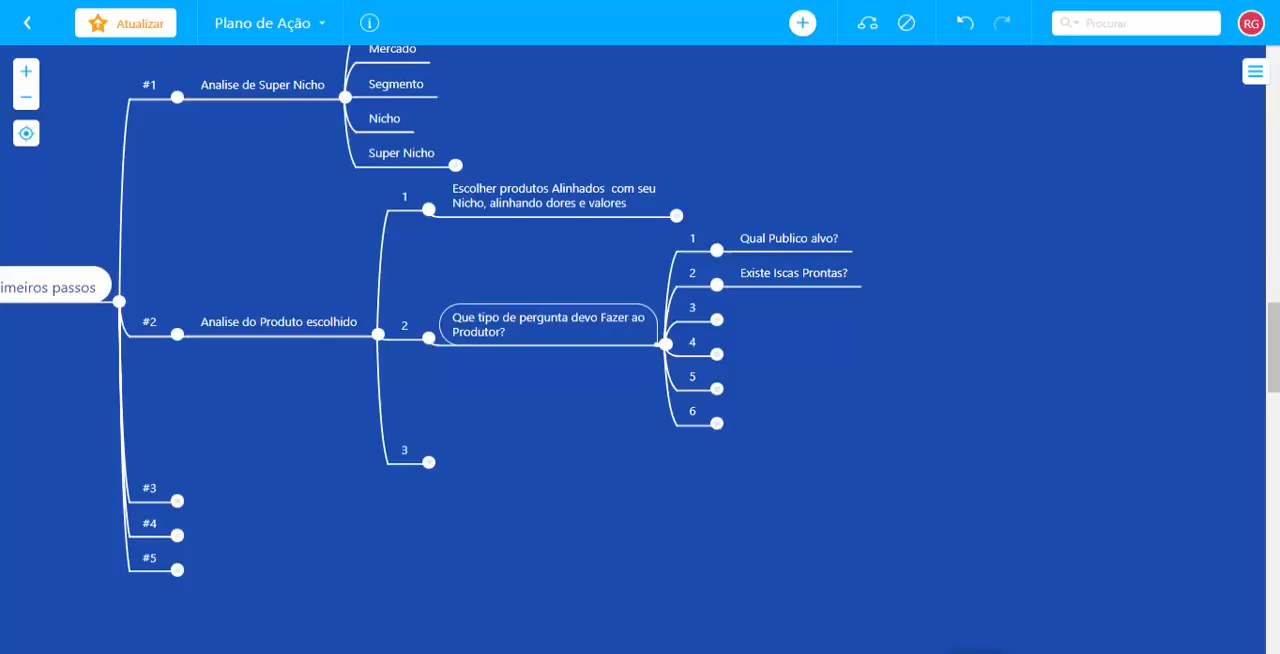 Atualizar
Plano de Ação
Procurar
RG
Mercado
#1
Analise de Super Nicho
Segmento
Nicho
Super Nicho
1
Escolher produtos Alinhados com seu
Nicho, alinhando dores e valores
1
Qual Publico alvo?
2
Existe Iscas Prontas?
imeiros passos
3
#2
Analise do Produto escolhido
2
Que tipo de pergunta devo Fazer ao
Produtor?
4
5
6
3
#3
#4
#5